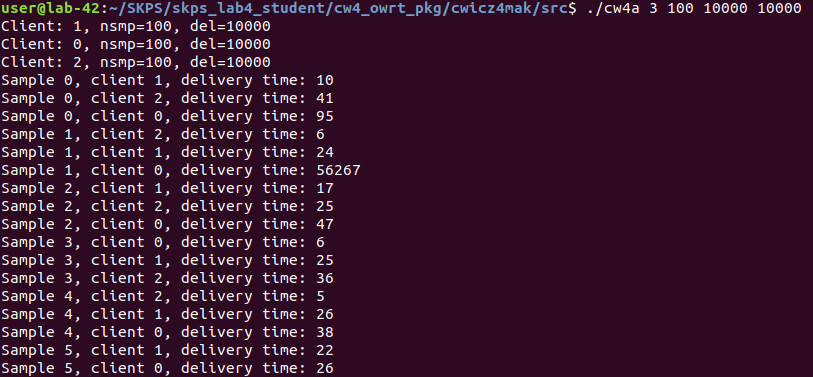 user@lab-42:~/SKPS/skps_lab4_student/cw4_owrt_pkg/cwicz4mak/src$ ./cw4a 3 100 10000 10000
Client: 1, nsmp=100, del=10000
Client: 0, nsmp=100, del=10000
Client: 2, nsmp=100, del=10000
Sample 0, client 1, delivery time: 10
Sample 0, client 2, delivery time: 41
Sample 0, client 0, delivery time: 95
Sample 1, client 2, delivery time: 6
Sample 1, client 1, delivery time: 24
Sample 1, client 0, delivery time: 56267
Sample 2, client 1, delivery time: 17
Sample 2, client 2, delivery time: 25
Sample 2, client 0, delivery time: 47
Sample 3, client 0, delivery time: 6
Sample 3, client 1, delivery time: 25
Sample 3, client 2, delivery time: 36
Sample 4, client 2, delivery time: 5
Sample 4, client 1, delivery time: 26
Sample 4, client 0, delivery time: 38
Sample 5, client 1, delivery time: 22
Sample 5, client 0, delivery time: 26